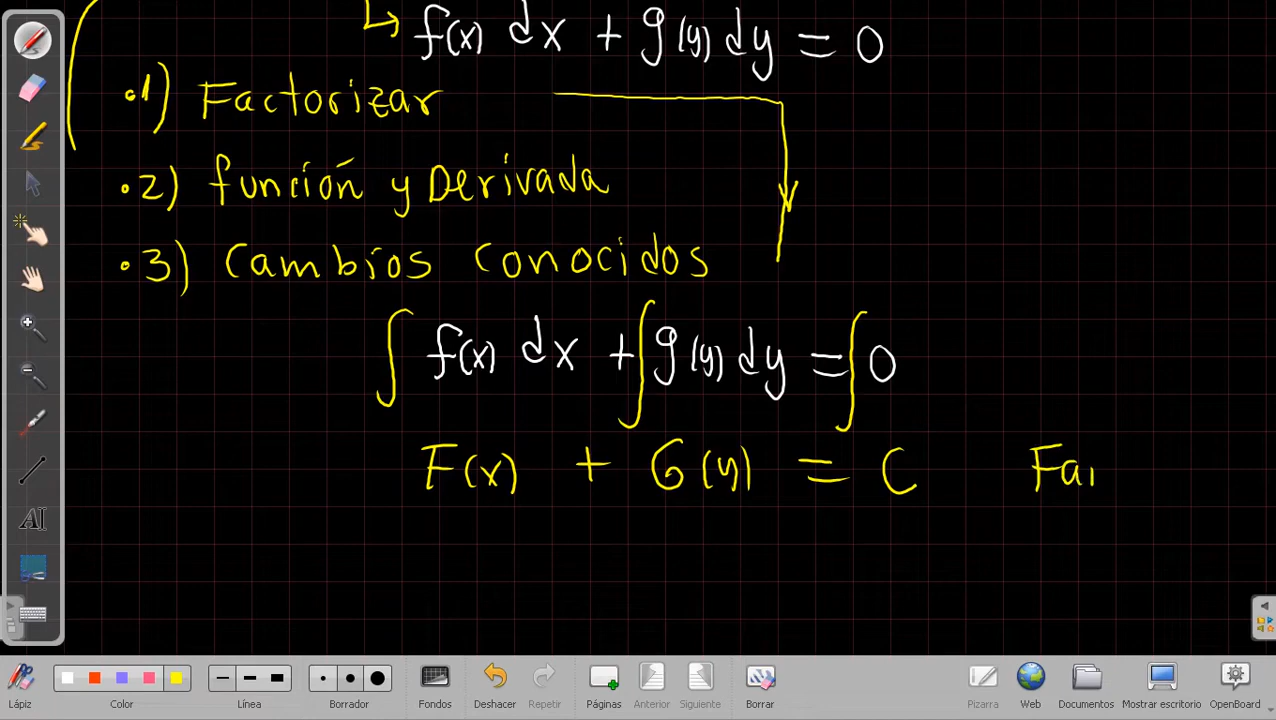 f(x) dx + g(y) dy = 0
.1) Factorizar
.2) función y Derivada
.3) Cambios conocidos
∫ f(x) dx + ∫ g(y) dy = ∫ 0
F(x) + G(y) = C Fa
Lápiz Color Línea Borrador Fondos Deshacer Repetir Páginas Anterior Siguiente Borrar Pizarra Web Documentos Mostrar escritorio OpenBoard